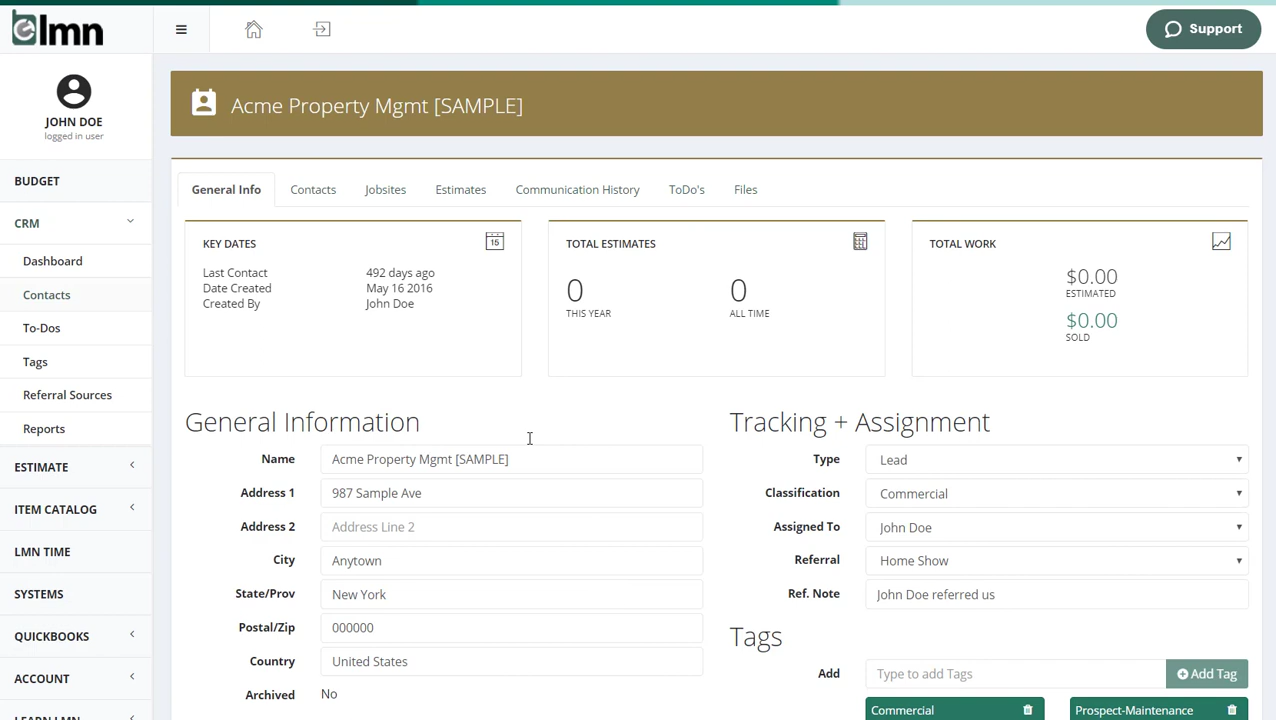 lmn
Support
JOHN DOE
logged in user
BUDGET
CRM
Dashboard
Contacts
To-Dos
Tags
Referral Sources
Reports
ESTIMATE
ITEM CATALOG
LMN TIME
SYSTEMS
QUICKBOOKS
ACCOUNT
LEARN LMN
Acme Property Mgmt [SAMPLE]
General Info Contacts Jobsites Estimates Communication History ToDo's Files
KEY DATES
15
Last Contact 492 days ago
Date Created May 16 2016
Created By John Doe
TOTAL ESTIMATES
0 0
THIS YEAR ALL TIME
TOTAL WORK
$0.00
ESTIMATED
$0.00
SOLD
General Information
Name Acme Property Mgmt [SAMPLE]
Address 1 987 Sample Ave
Address 2 Address Line 2
City Anytown
State/Prov New York
Postal/Zip 000000
Country United States
Archived No
Tracking + Assignment
Type Lead
Classification Commercial
Assigned To John Doe
Referral Home Show
Ref. Note John Doe referred us
Tags
Add Type to add Tags Add Tag
Commercial Prospect-Maintenance